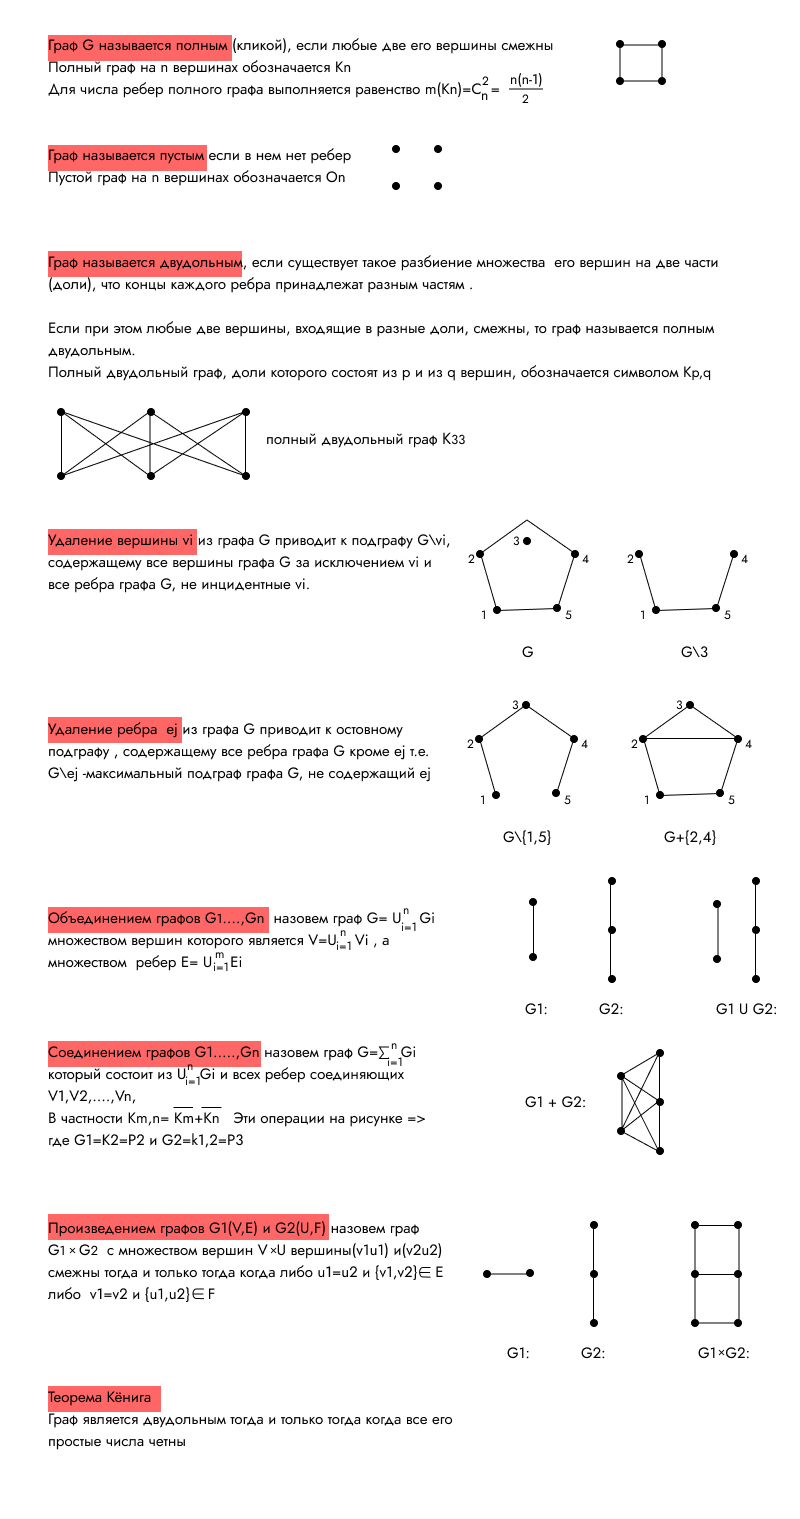 Граф G называется полным (кликой), если любые две его вершины смежны
Полный граф на n вершинах обозначается Kn
Для числа ребер полного графа выполняется равенство m(Kn)=C 2 n = n(n-1) 2
Граф называется пустым если в нем нет ребер
Пустой граф на n вершинах обозначается On
Граф называется двудольным, если существует такое разбиение множества его вершин на две части
(доли), что концы каждого ребра принадлежат разным частям .
Если при этом любые две вершины, входящие в разные доли, смежны, то граф называется полным
двудольным.
Полный двудольный граф, доли которого состоят из p и из q вершин, обозначается символом Kp,q
полный двудольный граф K33
Удаление вершины vi из графа G приводит к подграфу G\vi,
содержащему все вершины графа G за исключением vi и
все ребра графа G, не инцидентные vi.
3
2
4
1
5
G
2
4
1
5
G\3
Удаление ребра ej из графа G приводит к остовному
подграфу , содержащему все ребра графа G кроме ej т.е.
G\ej -максимальный подграф графа G, не содержащий ej
3
2
4
1
5
G\{1,5}
3
2
4
1
5
G+{2,4}
Объединением графов G1....,Gn назовем граф G= U n i=1 Gi
множеством вершин которого является V=U n i=1 Vi , а
множеством ребер E= U m i=1 Ei
G1:
G2:
G1 U G2:
Соединением графов G1.....,Gn назовем граф G=∑ n i=1 Gi
который состоит из U n i=1 Gi и всех ребер соединяющих
V1,V2,....,Vn,
В частности Km,n= K̅m̅+K̅n̅ Эти операции на рисунке =>
где G1=K2=P2 и G2=k1,2=P3
G1 + G2:
Произведением графов G1(V,E) и G2(U,F) назовем граф
G1 × G2 с множеством вершин V×U вершины(v1u1) и(v2u2)
смежны тогда и только тогда когда либо u1=u2 и {v1,v2}∈ E
либо v1=v2 и {u1,u2}∈ F
G1:
G2:
G1×G2:
Теорема Кёнига
Граф является двудольным тогда и только тогда когда все его
простые числа четны